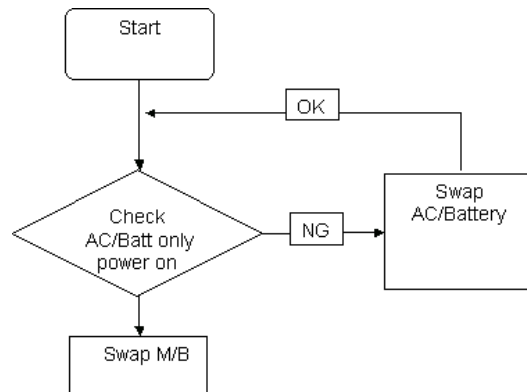 Start
OK
Check
AC/Batt only
power on
NG
Swap
AC/Battery
Swap M/B